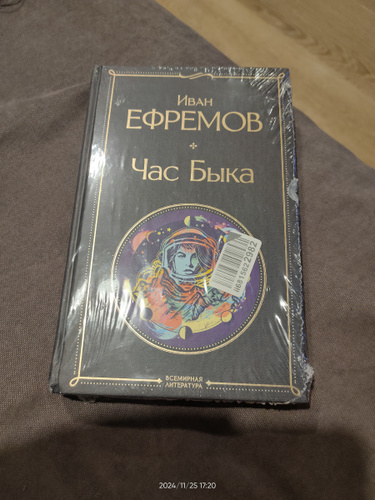 Иван
ЕФРЕМОВ
Час Быка
ВСЕМИРНАЯ
ЛИТЕРАТУРА
2024/11/25 17:20